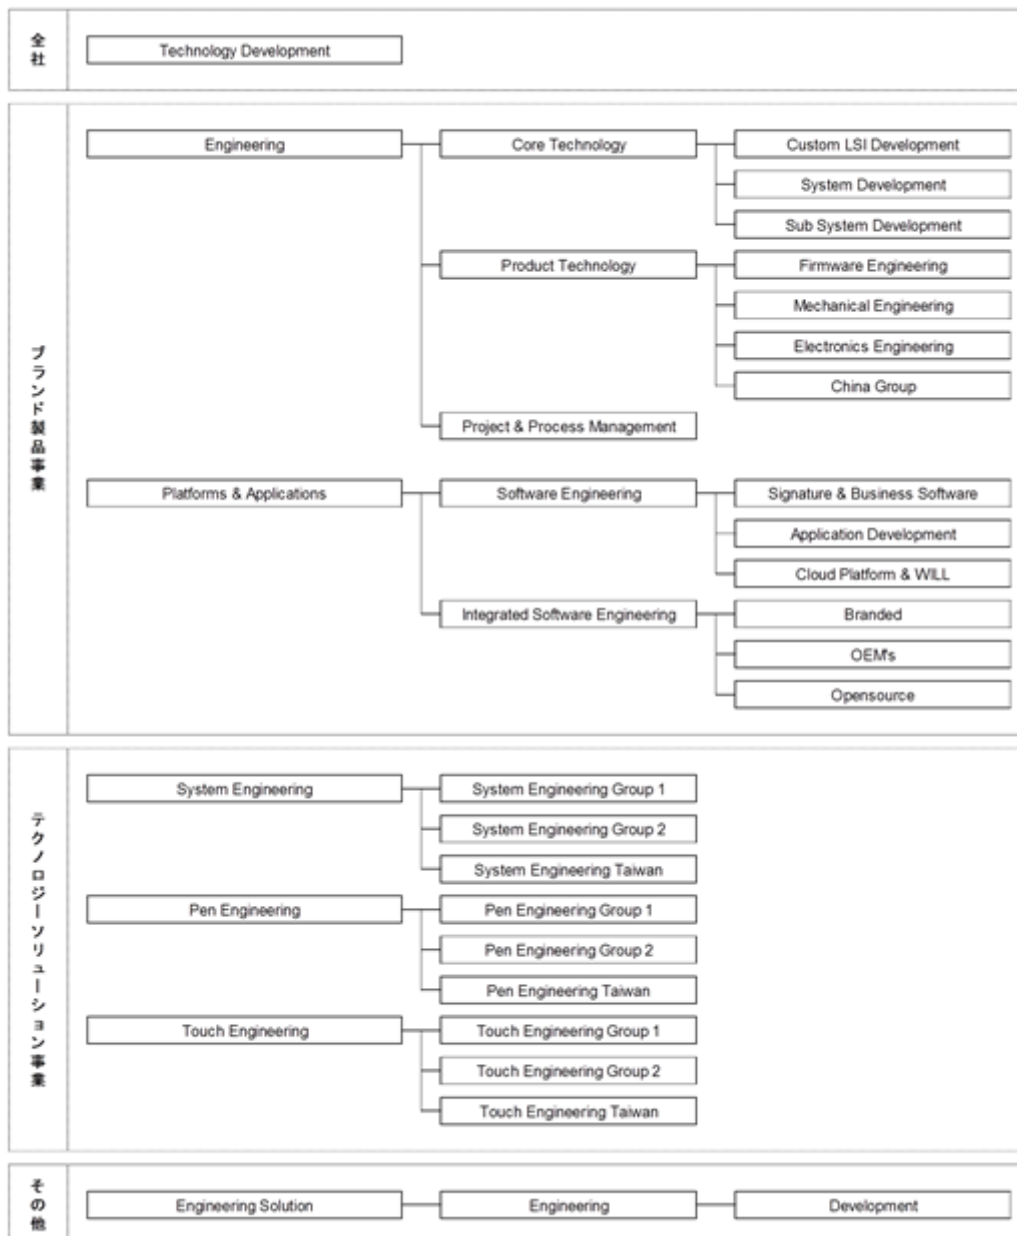 全社
Technology Development
ブランド製品事業
Engineering
Core Technology
Custom LSI Development
System Development
Sub System Development
Product Technology
Firmware Engineering
Mechanical Engineering
Electronics Engineering
China Group
Project & Process Management
Platforms & Applications
Software Engineering
Signature & Business Software
Application Development
Cloud Platform & WILL
Integrated Software Engineering
Branded
OEM's
Opensource
テクノロジーソリューション事業
System Engineering
System Engineering Group 1
System Engineering Group 2
System Engineering Taiwan
Pen Engineering
Pen Engineering Group 1
Pen Engineering Group 2
Pen Engineering Taiwan
Touch Engineering
Touch Engineering Group 1
Touch Engineering Group 2
Touch Engineering Taiwan
その他
Engineering Solution
Engineering
Development